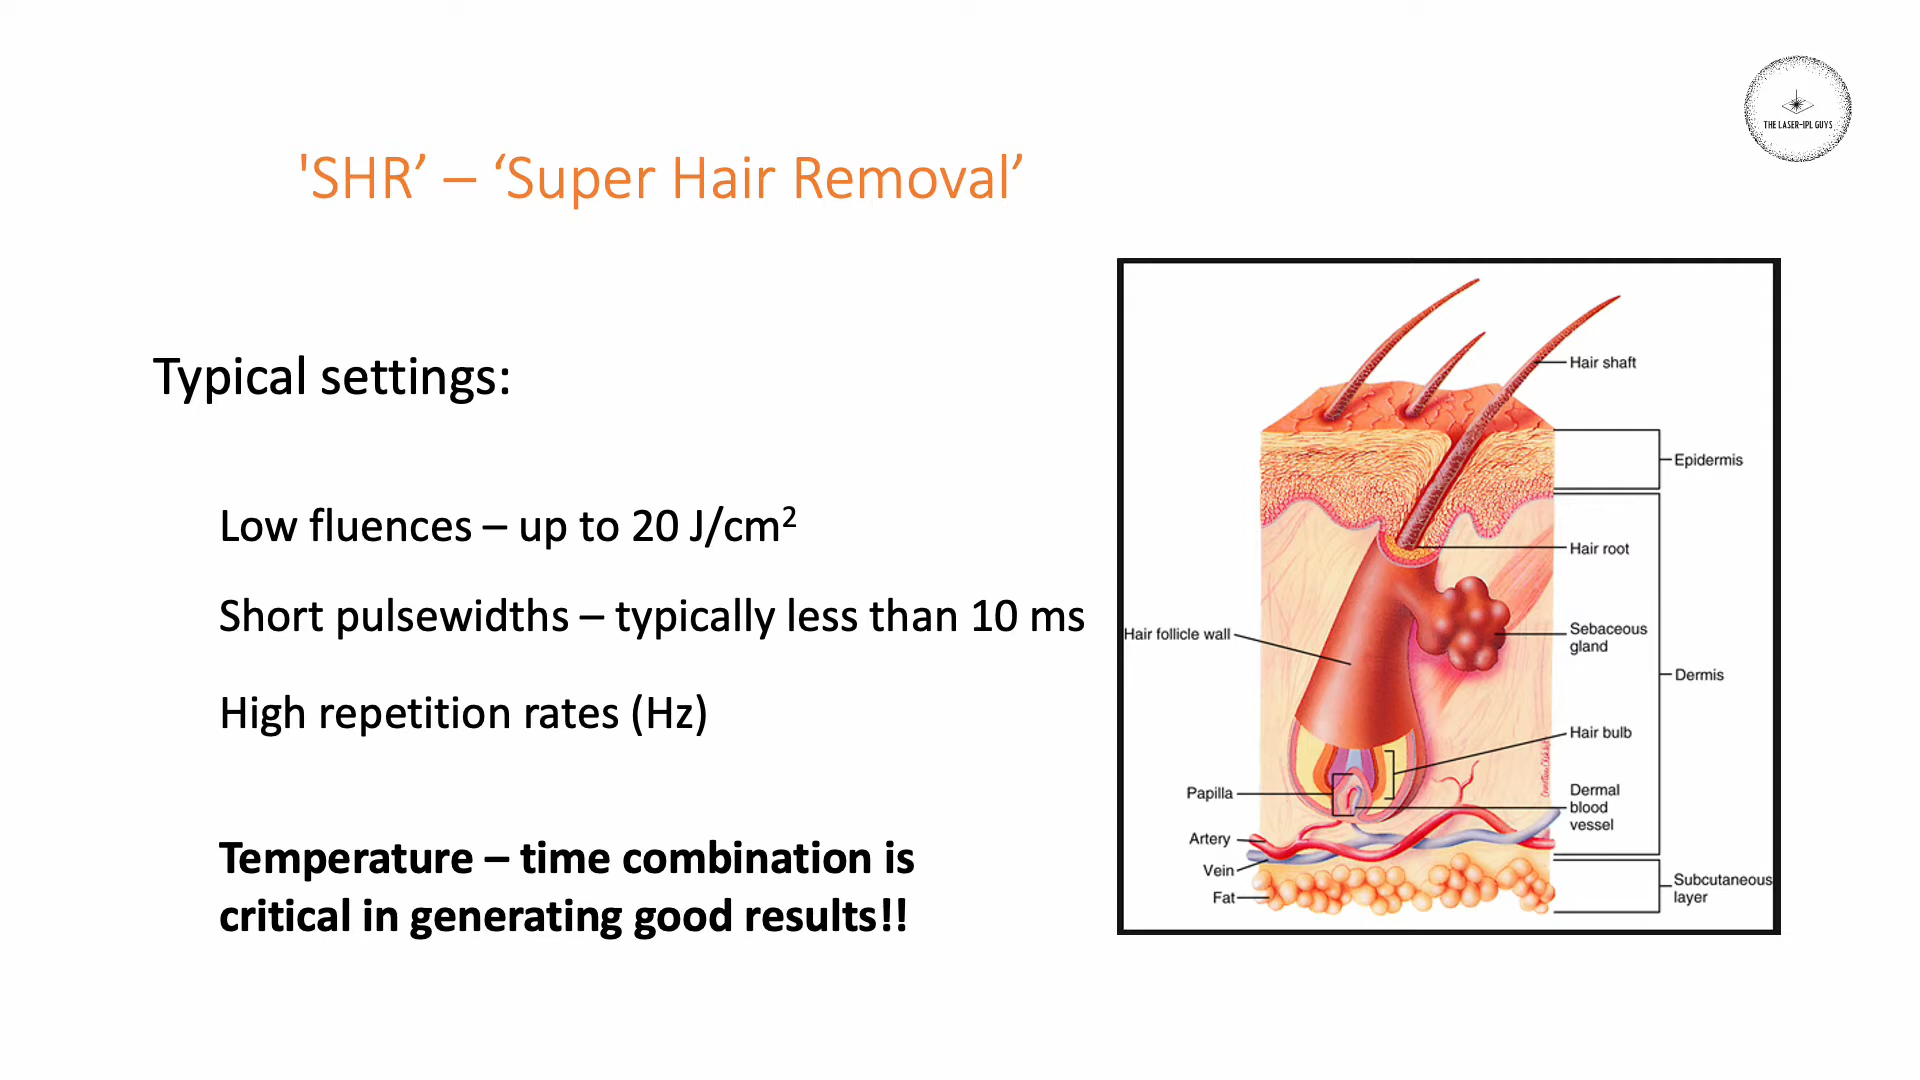 THE LASER-IPL GUYS
'SHR’ – ‘Super Hair Removal’
Typical settings:
Low fluences – up to 20 J/cm²
Short pulsewidths – typically less than 10 ms
High repetition rates (Hz)
Temperature – time combination is
critical in generating good results!!
Hair shaft
Epidermis
Hair root
Sebaceous
gland
Hair follicle wall
Dermis
Hair bulb
Papilla
Dermal
blood
vessel
Artery
Vein
Fat
Subcutaneous
layer